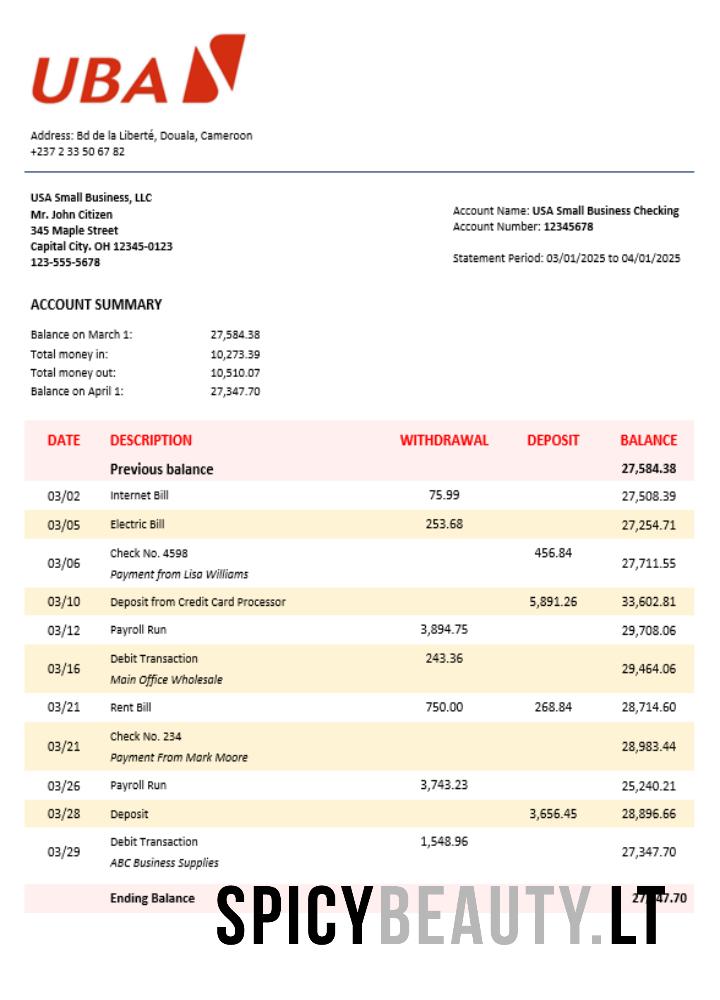 UBA
Address: Bd de la Liberté, Douala, Cameroon
+237 2 33 50 67 82
USA Small Business, LLC
Mr. John Citizen
345 Maple Street
Capital City. OH 12345-0123
123-555-5678
Account Name: USA Small Business Checking
Account Number: 12345678
Statement Period: 03/01/2025 to 04/01/2025
ACCOUNT SUMMARY
Balance on March 1: 27,584.38
Total money in: 10,273.39
Total money out: 10,510.07
Balance on April 1: 27,347.70
DATE DESCRIPTION WITHDRAWAL DEPOSIT BALANCE
Previous balance 27,584.38
03/02 Internet Bill 75.99 27,508.39
03/05 Electric Bill 253.68 27,254.71
03/06 Check No. 4598 456.84 27,711.55
Payment from Lisa Williams
03/10 Deposit from Credit Card Processor 5,891.26 33,602.81
03/12 Payroll Run 3,894.75 29,708.06
03/16 Debit Transaction 243.36 29,464.06
Main Office Wholesale
03/21 Rent Bill 750.00 268.84 28,714.60
03/21 Check No. 234 28,983.44
Payment From Mark Moore
03/26 Payroll Run 3,743.23 25,240.21
03/28 Deposit 3,656.45 28,896.66
03/29 Debit Transaction 1,548.96 27,347.70
ABC Business Supplies
Ending Balance
SPICYBEAUTY.LT